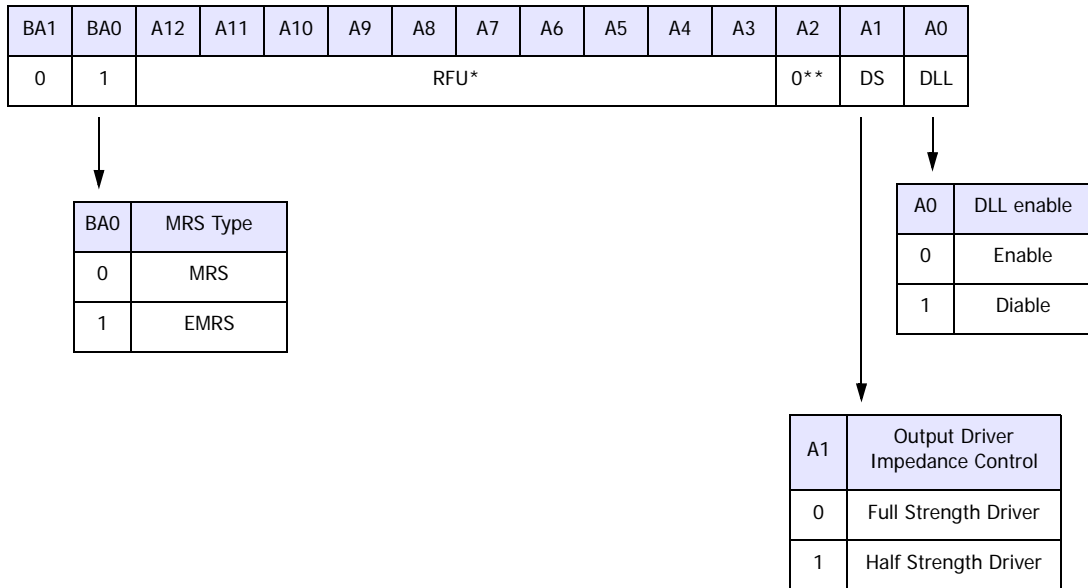 BA1 BA0 A12 A11 A10 A9 A8 A7 A6 A5 A4 A3 A2 A1 A0
0 1 RFU* 0** DS DLL
BA0 MRS Type
0 MRS
1 EMRS
A0 DLL enable
0 Enable
1 Diable
A1 Output Driver
Impedance Control
0 Full Strength Driver
1 Half Strength Driver